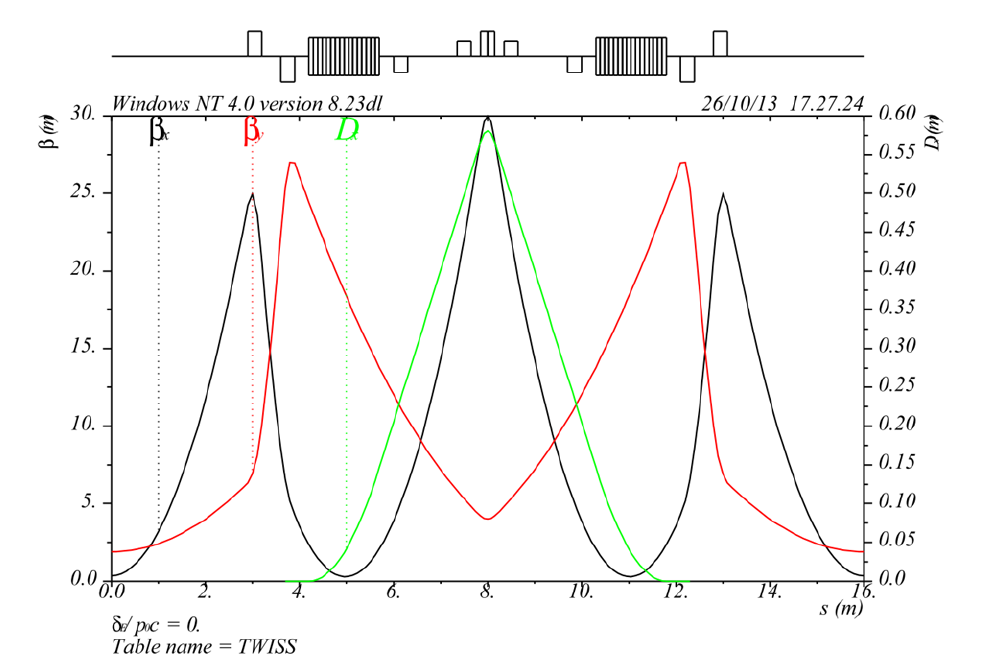 Windows NT 4.0 version 8.23dl 26/10/13 17.27.24
β (m) 30. βx βy Dx 0.60 D(m)
0.55
25. 0.50
0.45
20. 0.40
0.35
15. 0.30
0.25
10. 0.20
0.15
5. 0.10
0.05
0.0 0.0
0.0 2. 4. 6. 8. 10. 12. 14. 16.
s (m)
δE/ p0c = 0.
Table name = TWISS